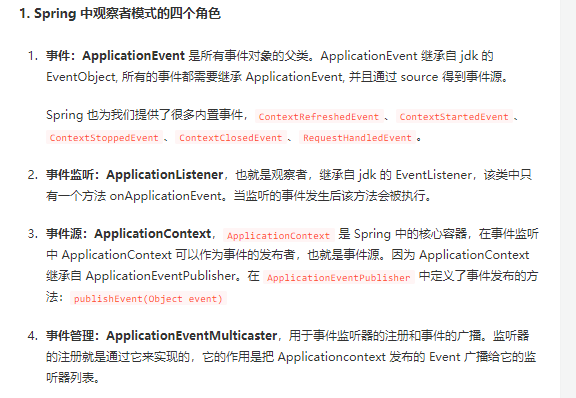 1. Spring 中观察者模式的四个角色
1. 事件：ApplicationEvent 是所有事件对象的父类。ApplicationEvent 继承自 jdk 的
EventObject, 所有的事件都需要继承 ApplicationEvent, 并且通过 source 得到事件源。
Spring 也为我们提供了很多内置事件，ContextRefreshedEvent、ContextStartedEvent、
ContextStoppedEvent、ContextClosedEvent、RequestHandledEvent。
2. 事件监听：ApplicationListener，也就是观察者，继承自 jdk 的 EventListener，该类中只
有一个方法 onApplicationEvent。当监听的事件发生后该方法会被执行。
3. 事件源：ApplicationContext，ApplicationContext 是 Spring 中的核心容器，在事件监听
中 ApplicationContext 可以作为事件的发布者，也就是事件源。因为 ApplicationContext
继承自 ApplicationEventPublisher。在 ApplicationEventPublisher 中定义了事件发布的方
法：publishEvent(Object event)
4. 事件管理：ApplicationEventMulticaster，用于事件监听器的注册和事件的广播。监听器
的注册就是通过它来实现的，它的作用是把 Applicationcontext 发布的 Event 广播给它的监
听器列表。